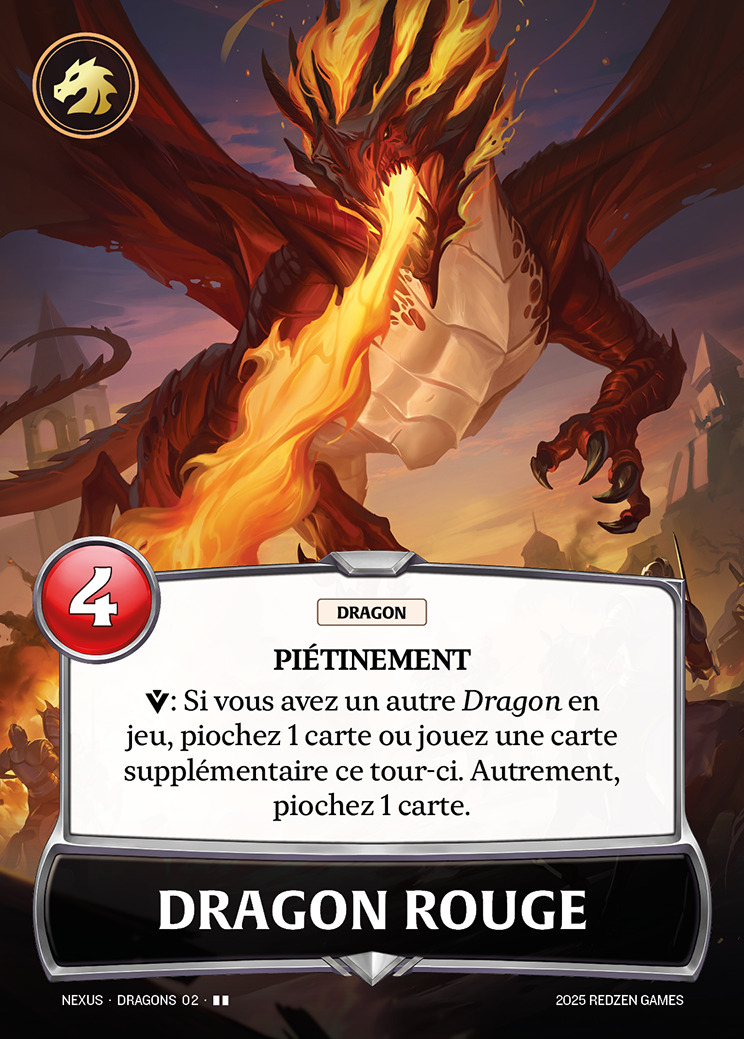 4
DRAGON
PIÉTINEMENT
: Si vous avez un autre Dragon en
jeu, piochez 1 carte ou jouez une carte
supplémentaire ce tour-ci. Autrement,
piochez 1 carte.
DRAGON ROUGE
NEXUS · DRAGONS 02 ·
2025 REDZEN GAMES